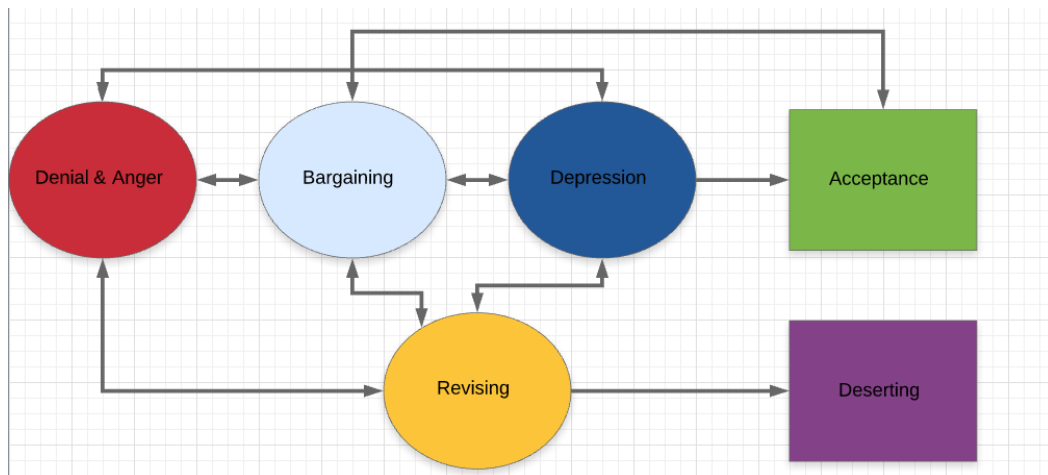 Denial & Anger
Bargaining
Depression
Acceptance
Revising
Deserting